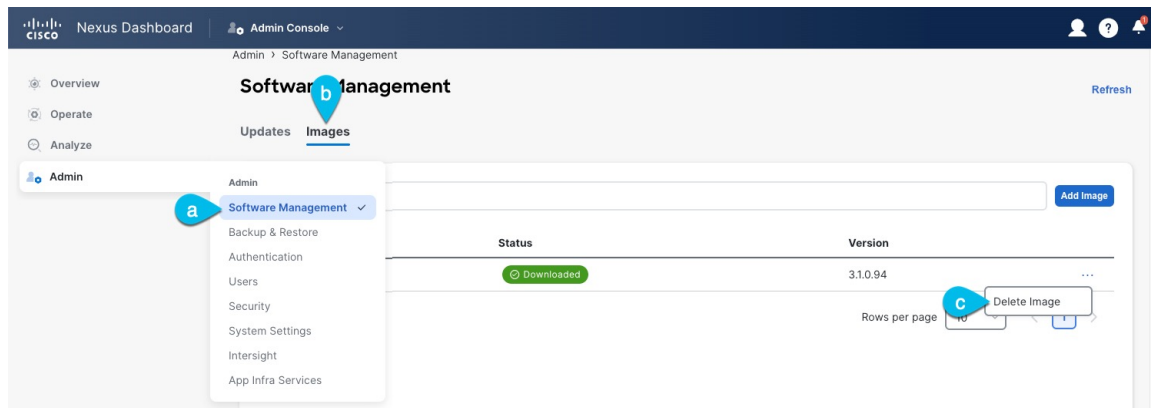 CISCO Nexus Dashboard Admin Console ?
Admin > Software Management
Software Management Refresh
b
Updates Images
Overview
Operate
Analyze
Admin
Admin
a Software Management
Backup & Restore
Authentication
Users
Security
System Settings
Intersight
App Infra Services
Add Image
Status Version
Downloaded 3.1.0.94 ...
c Delete Image
Rows per page 10 < 1 >